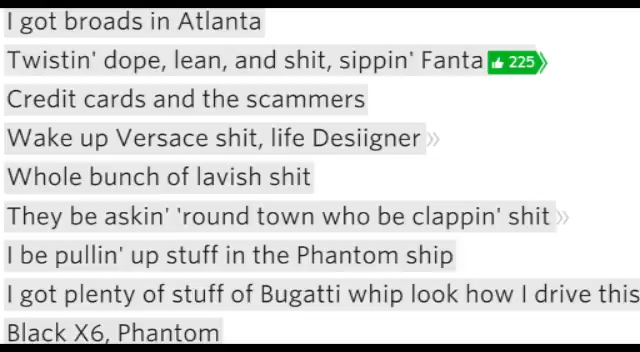 I got broads in Atlanta
Twistin' dope, lean, and shit, sippin' Fanta 225
Credit cards and the scammers
Wake up Versace shit, life Desiigner »
Whole bunch of lavish shit
They be askin' 'round town who be clappin' shit »
I be pullin' up stuff in the Phantom ship
I got plenty of stuff of Bugatti whip look how I drive this
Black X6, Phantom